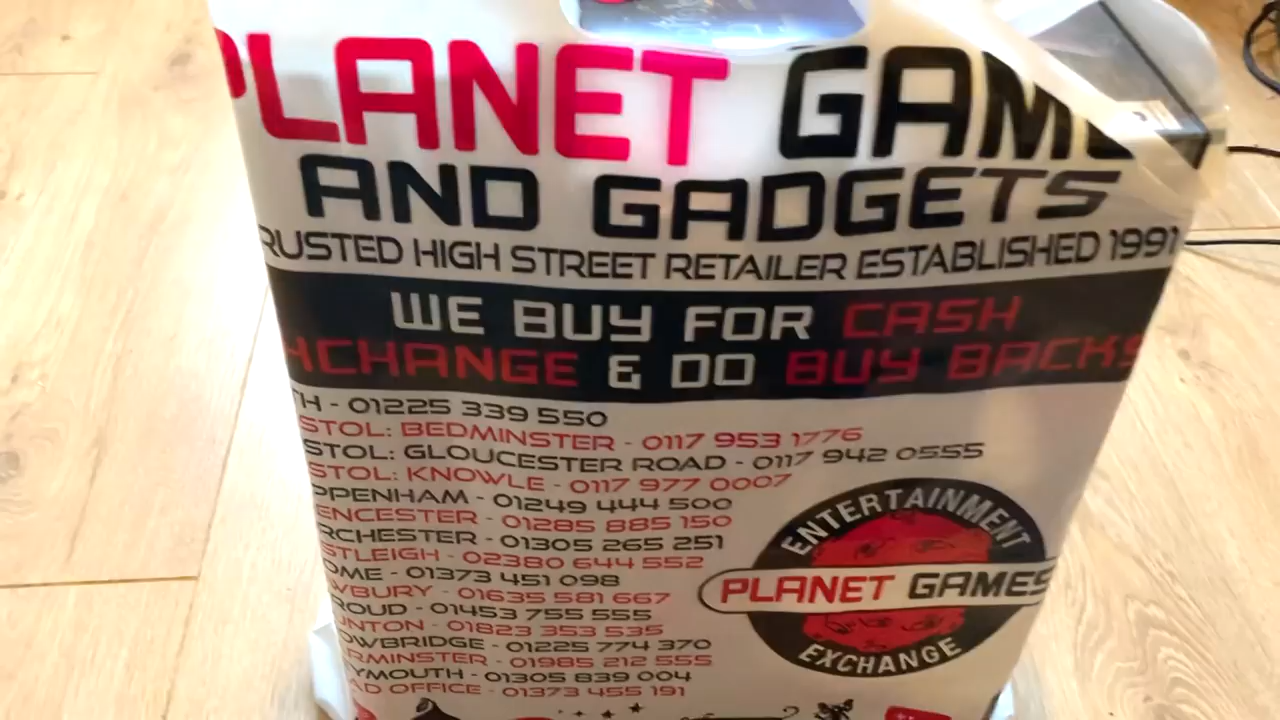 PLANET GAME
AND GADGETS
RUSTED HIGH STREET RETAILER ESTABLISHED 1991
WE BUY FOR CASH
XCHANGE & DO BUY BACKS
TH - 01225 339 550
STOL: BEDMINSTER - 0117 953 1776
STOL: GLOUCESTER ROAD - 0117 942 0555
STOL: KNOWLE - 0117 977 0007
PPENHAM - 01249 444 500
ENCESTER - 01285 885 150
RCHESTER - 01305 265 251
STLEIGH - 02380 644 552
OME - 01373 451 098
WBURY - 01635 581 667
ROUD - 01453 755 555
UNTON - 01823 353 535
OWBRIDGE - 01225 774 370
RMINSTER - 01985 212 555
YMOUTH - 01305 839 004
AD OFFICE - 01373 455 191
ENTERTAINMENT
PLANET GAMES
EXCHANGE